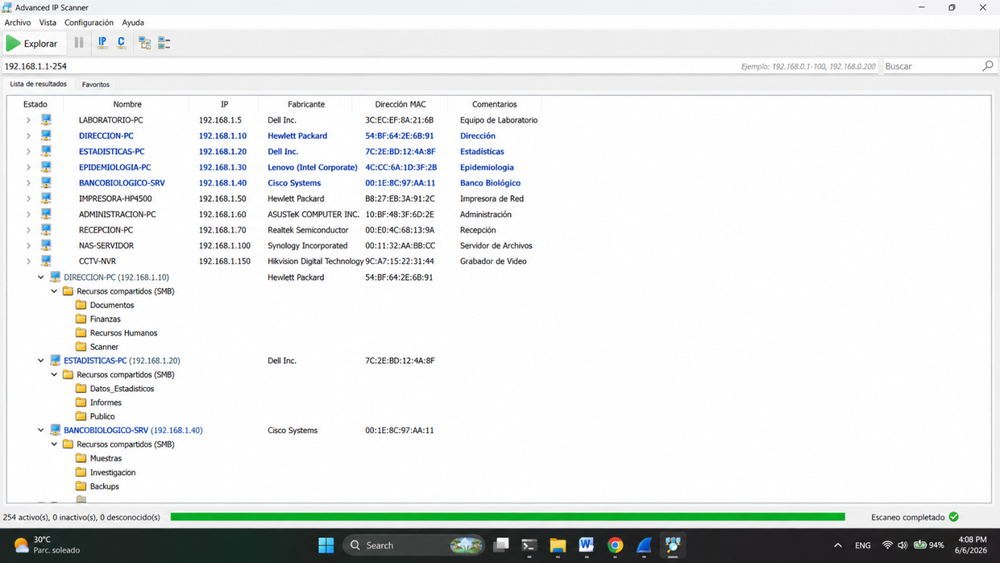 Advanced IP Scanner
Archivo Vista Configuración Ayuda
Explorar IP C
192.168.1.1-254 Ejemplo: 192.168.0.1-100, 192.168.0.200 Buscar
Lista de resultados Favoritos
Estado Nombre IP Fabricante Dirección MAC Comentarios
LABORATORIO-PC 192.168.1.5 Dell Inc. 3C:EC:EF:8A:21:6B Equipo de Laboratorio
DIRECCION-PC 192.168.1.10 Hewlett Packard 54:BF:64:2E:6B:91 Dirección
ESTADISTICAS-PC 192.168.1.20 Dell Inc. 7C:2E:BD:12:4A:8F Estadísticas
EPIDEMIOLOGIA-PC 192.168.1.30 Lenovo (Intel Corporate) 4C:CC:6A:1D:3F:2B Epidemiología
BANCOBIOLOGICO-SRV 192.168.1.40 Cisco Systems 00:1E:8C:97:AA:11 Banco Biológico
IMPRESORA-HP4500 192.168.1.50 Hewlett Packard B8:27:EB:3A:91:2C Impresora de Red
ADMINISTRACION-PC 192.168.1.60 ASUSTeK COMPUTER INC. 10:BF:48:3F:6D:2E Administración
RECEPCION-PC 192.168.1.70 Realtek Semiconductor 00:E0:4C:68:13:9A Recepción
NAS-SERVIDOR 192.168.1.100 Synology Incorporated 00:11:32:AA:BB:CC Servidor de Archivos
CCTV-NVR 192.168.1.150 Hikvision Digital Technology 9C:A7:15:22:31:44 Grabador de Video
DIRECCION-PC (192.168.1.10) Hewlett Packard 54:BF:64:2E:6B:91
Recursos compartidos (SMB)
Documentos
Finanzas
Recursos Humanos
Scanner
ESTADISTICAS-PC (192.168.1.20) Dell Inc. 7C:2E:BD:12:4A:8F
Recursos compartidos (SMB)
Datos_Estadisticos
Informes
Publico
BANCOBIOLOGICO-SRV (192.168.1.40) Cisco Systems 00:1E:8C:97:AA:11
Recursos compartidos (SMB)
Muestras
Investigacion
Backups
254 activo(s), 0 inactivo(s), 0 desconocido(s) Escaneo completado
30°C
Parc. soleado
Search
W
ENG
94%
4:08 PM
6/6/2026